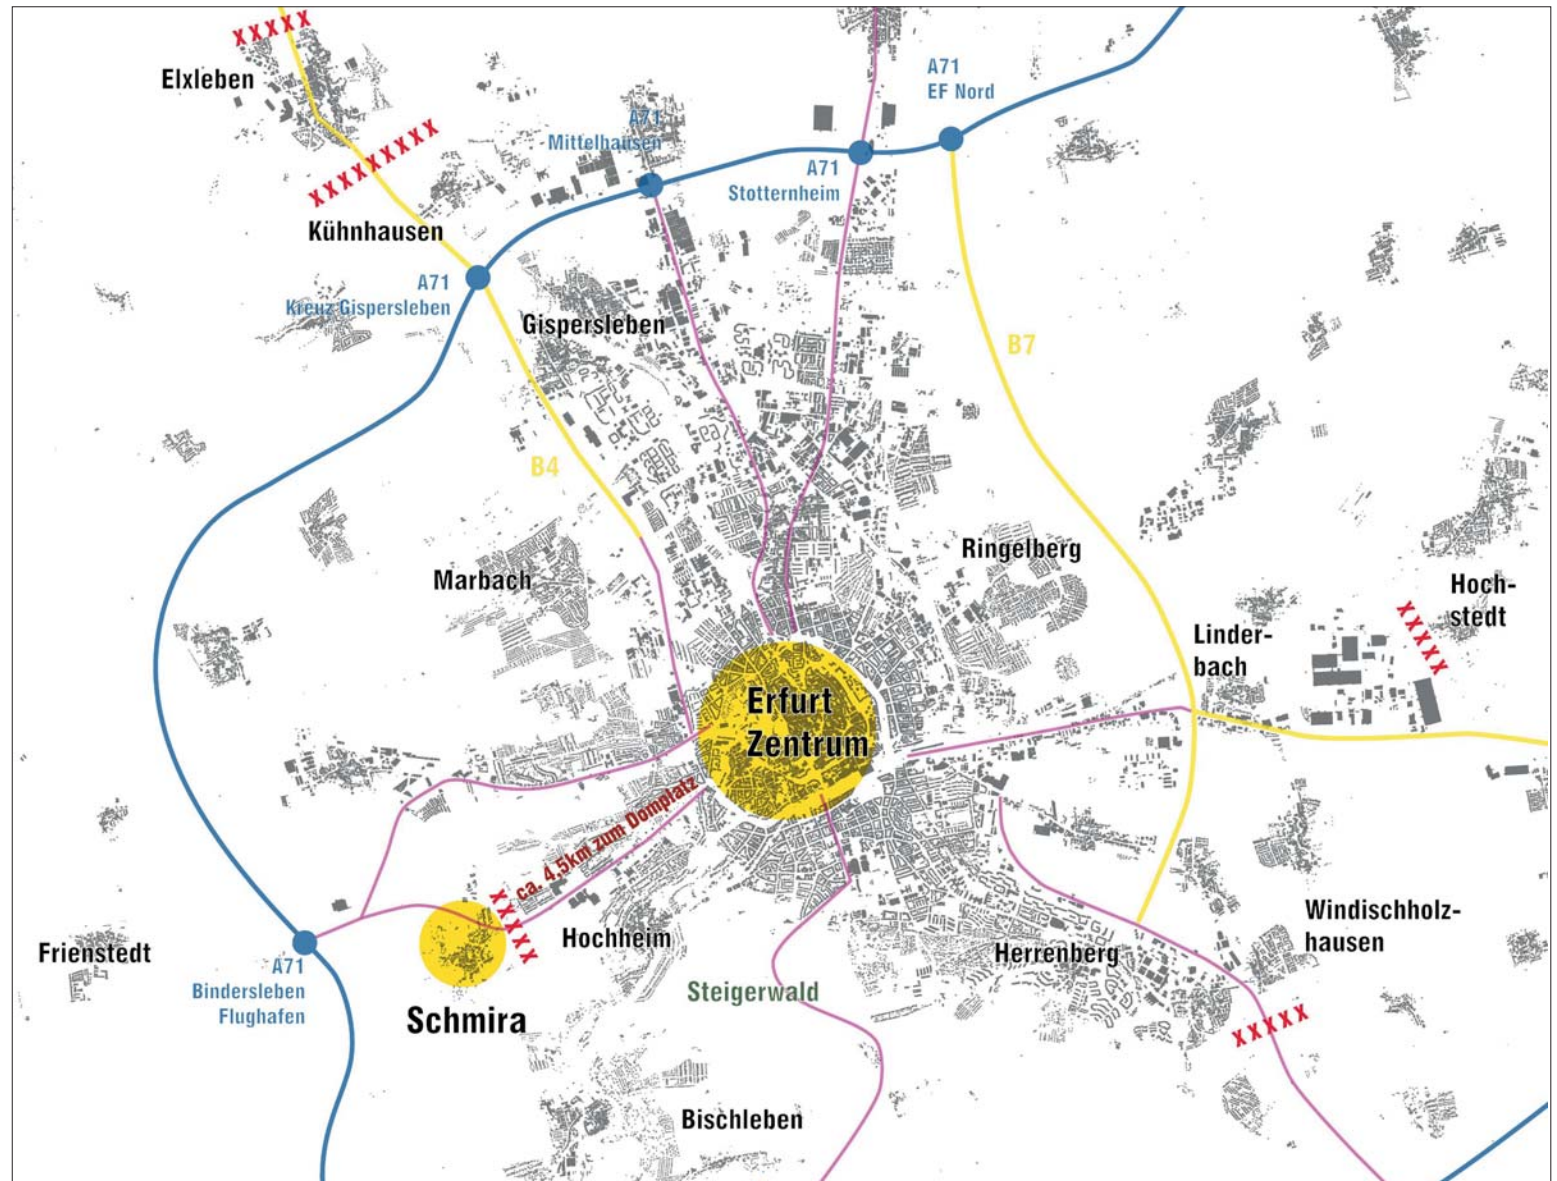 XXXXX
Elxleben
A71
EF Nord
A71
Mittelhausen
XXXXXXXXX
A71
Stotternheim
Kühnhausen
A71
Kreuz Gispersleben
Gispersleben
B7
B4
Ringelberg
Marbach
Hoch-
stedt
XXXXX
Linder-
bach
Erfurt
Zentrum
ca. 4,5km zum Domplatz
XXXXX
Windischholz-
hausen
Hochheim
Herrenberg
Frienstedt
A71
Bindersleben
Flughafen
Steigerwald
Schmira
XXXXX
Bischleben